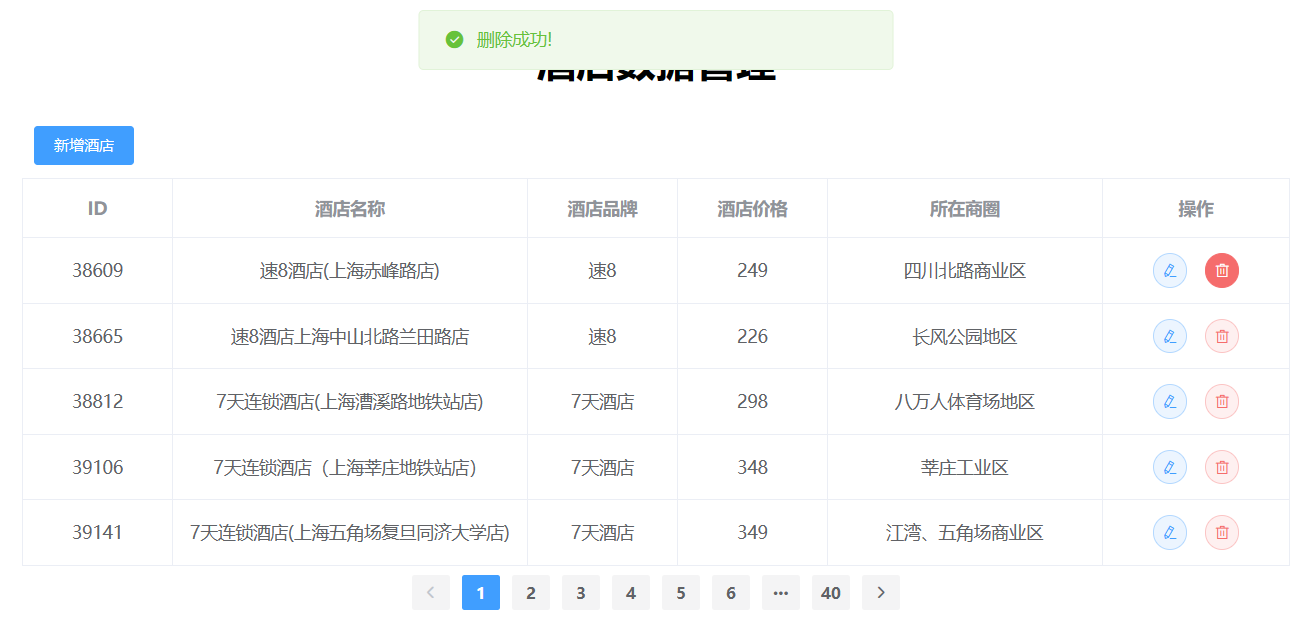 删除成功!
酒店数据管理
新增酒店
ID 酒店名称 酒店品牌 酒店价格 所在商圈 操作
38609 速8酒店(上海赤峰路店) 速8 249 四川北路商业区
38665 速8酒店上海中山北路兰田路店 速8 226 长风公园地区
38812 7天连锁酒店(上海漕溪路地铁站店) 7天酒店 298 八万人体育场地区
39106 7天连锁酒店（上海莘庄地铁站店） 7天酒店 348 莘庄工业区
39141 7天连锁酒店(上海五角场复旦同济大学店) 7天酒店 349 江湾、五角场商业区
1 2 3 4 5 6 ••• 40